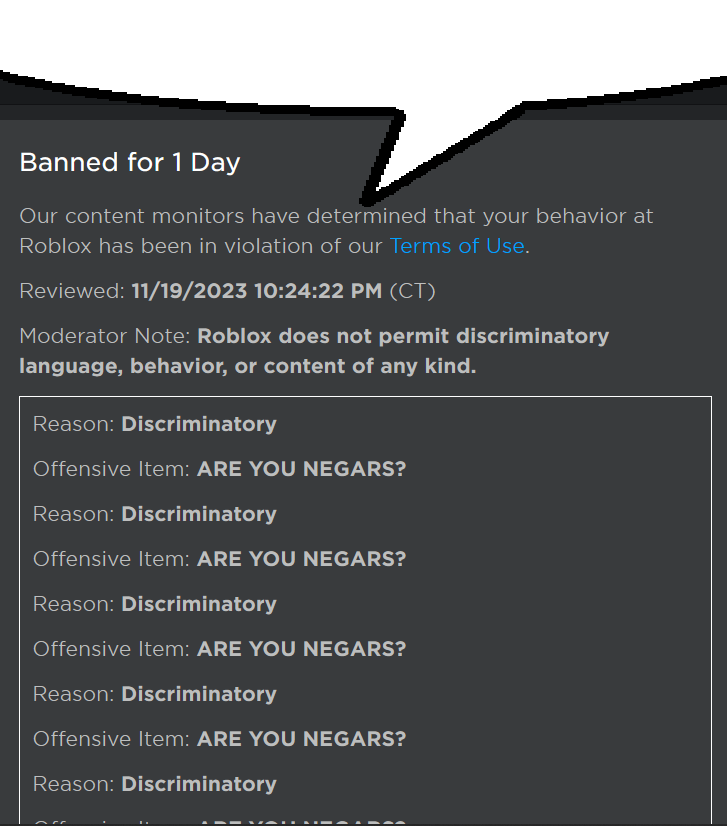 Banned for 1 Day
Our content monitors have determined that your behavior at
Roblox has been in violation of our Terms of Use.
Reviewed: 11/19/2023 10:24:22 PM (CT)
Moderator Note: Roblox does not permit discriminatory
language, behavior, or content of any kind.
Reason: Discriminatory
Offensive Item: ARE YOU NEGARS?
Reason: Discriminatory
Offensive Item: ARE YOU NEGARS?
Reason: Discriminatory
Offensive Item: ARE YOU NEGARS?
Reason: Discriminatory
Offensive Item: ARE YOU NEGARS?
Reason: Discriminatory